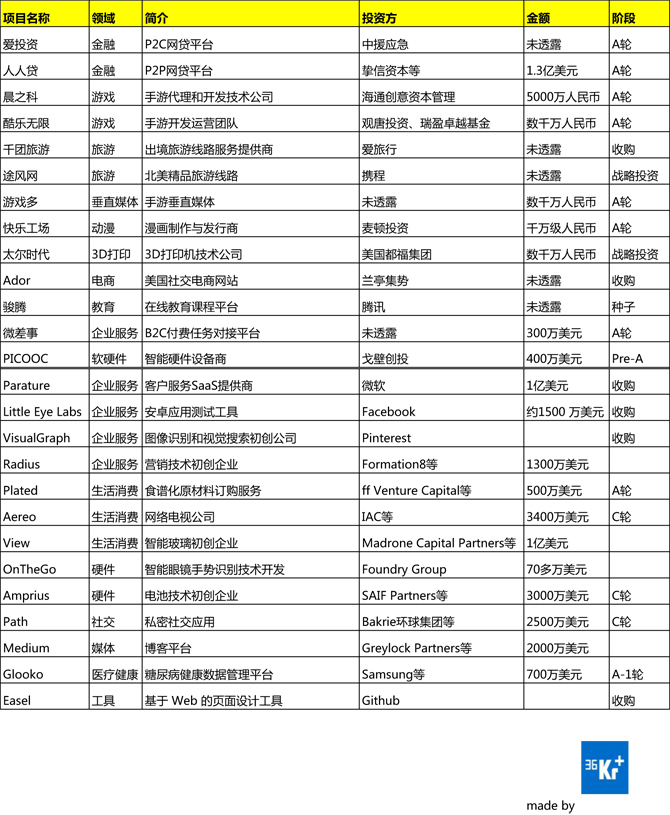 项目名称 领域 简介 投资方 金额 阶段
爱投资 金融 P2C网贷平台 中援应急 未透露 A轮
人人贷 金融 P2P网贷平台 挚信资本等 1.3亿美元 A轮
晨之科 游戏 手游代理和开发技术公司 海通创意资本管理 5000万人民币 A轮
酷乐无限 游戏 手游开发运营团队 观唐投资、瑞盈卓越基金 数千万人民币 A轮
千团旅游 旅游 出境旅游线路服务提供商 爱旅行 未透露 收购
途风网 旅游 北美精品旅游线路 携程 未透露 战略投资
游戏多 垂直媒体 手游垂直媒体 未透露 数千万人民币 A轮
快乐工场 动漫 漫画制作与发行商 麦顿投资 千万级人民币 A轮
太尔时代 3D打印 3D打印机技术公司 美国都福集团 数千万人民币 战略投资
Ador 电商 美国社交电商网站 兰亭集势 未透露 收购
骏腾 教育 在线教育课程平台 腾讯 未透露 种子
微差事 企业服务 B2C付费任务对接平台 未透露 300万美元 A轮
PICOOC 软硬件 智能硬件设备商 戈壁创投 400万美元 Pre-A
Parature 企业服务 客户服务SaaS提供商 微软 1亿美元 收购
Little Eye Labs 企业服务 安卓应用测试工具 Facebook 约1500 万美元 收购
VisualGraph 企业服务 图像识别和视觉搜索初创公司 Pinterest 收购
Radius 企业服务 营销技术初创企业 Formation8等 1300万美元
Plated 生活消费 食谱化原材料订购服务 ff Venture Capital等 500万美元 A轮
Aereo 生活消费 网络电视公司 IAC等 3400万美元 C轮
View 生活消费 智能玻璃初创企业 Madrone Capital Partners等 1亿美元
OnTheGo 硬件 智能眼镜手势识别技术开发 Foundry Group 70多万美元
Amprius 硬件 电池技术初创企业 SAIF Partners等 3000万美元 C轮
Path 社交 私密社交应用 Bakrie环球集团等 2500万美元 C轮
Medium 媒体 博客平台 Greylock Partners等 2000万美元
Glooko 医疗健康 糖尿病健康数据管理平台 Samsung等 700万美元 A-1轮
Easel 工具 基于 Web 的页面设计工具 Github 收购
36Kr+
made by